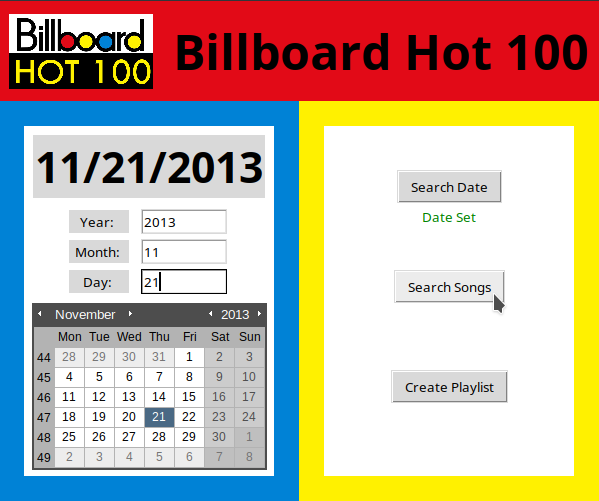 Billboard
HOT 100
Billboard Hot 100
11/21/2013
Year: 2013
Month: 11
Day: 21
November 2013
Mon Tue Wed Thu Fri Sat Sun
44 28 29 30 31 1 2 3
45 4 5 6 7 8 9 10
46 11 12 13 14 15 16 17
47 18 19 20 21 22 23 24
48 25 26 27 28 29 30 1
49 2 3 4 5 6 7 8
Search Date
Date Set
Search Songs
Create Playlist